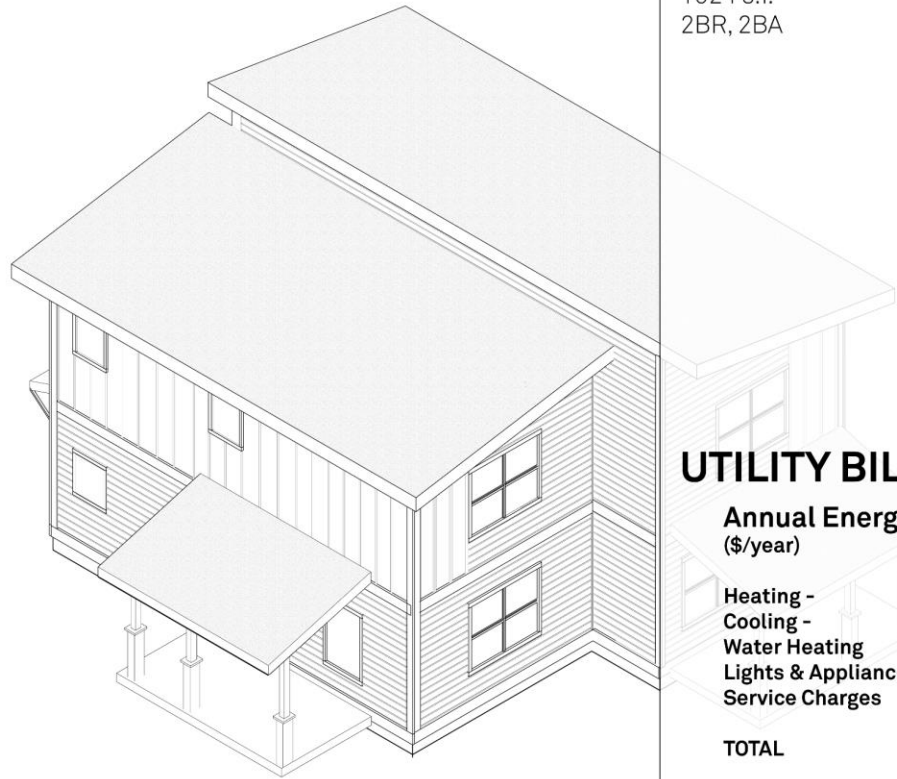 2BR, 2BA
UTILITY BIL
Annual Energ
($/year)
Heating -
Cooling -
Water Heating
Lights & Applianc
Service Charges
TOTAL